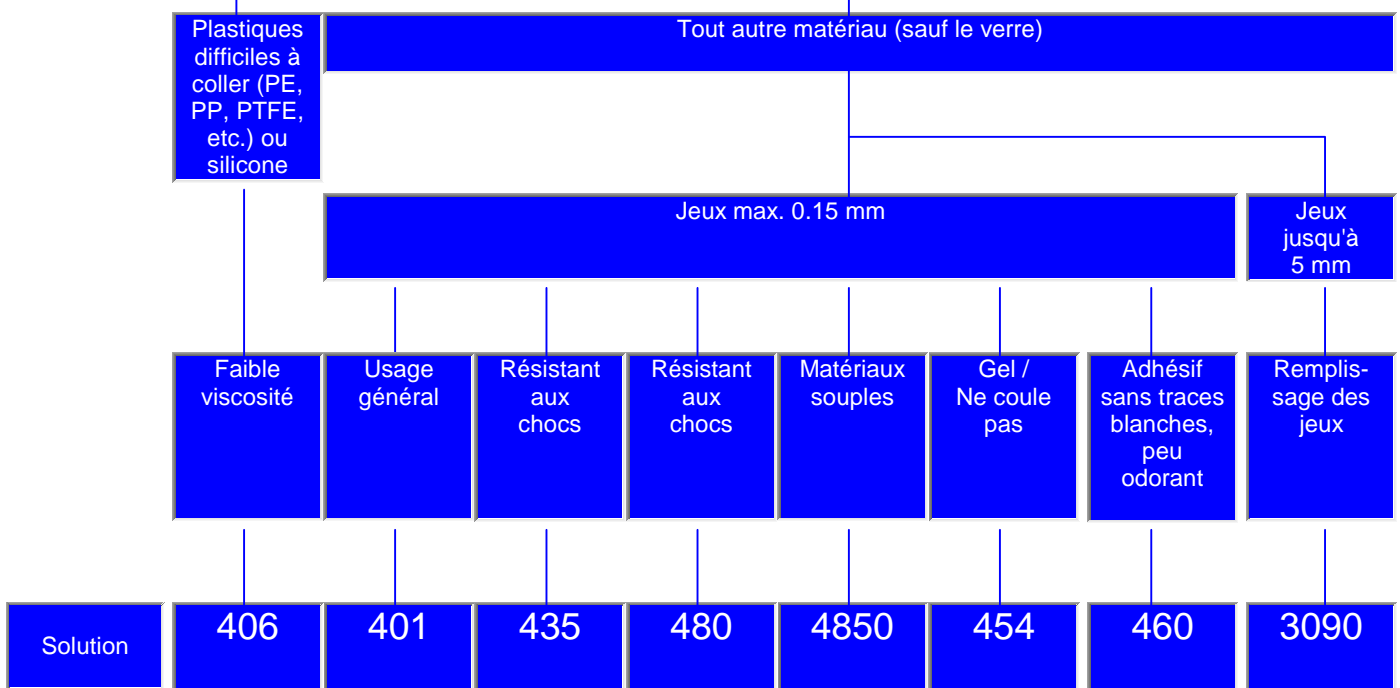 Plastiques
difficiles à
coller (PE,
PP, PTFE,
etc.) ou
silicone
Tout autre matériau (sauf le verre)
Jeux max. 0.15 mm
Jeux
jusqu'à
5 mm
Faible
viscosité
Usage
général
Résistant
aux
chocs
Résistant
aux
chocs
Matériaux
souples
Gel /
Ne coule
pas
Adhésif
sans traces
blanches,
peu
odorant
Remplis-
sage des
jeux
Solution
406
401
435
480
4850
454
460
3090